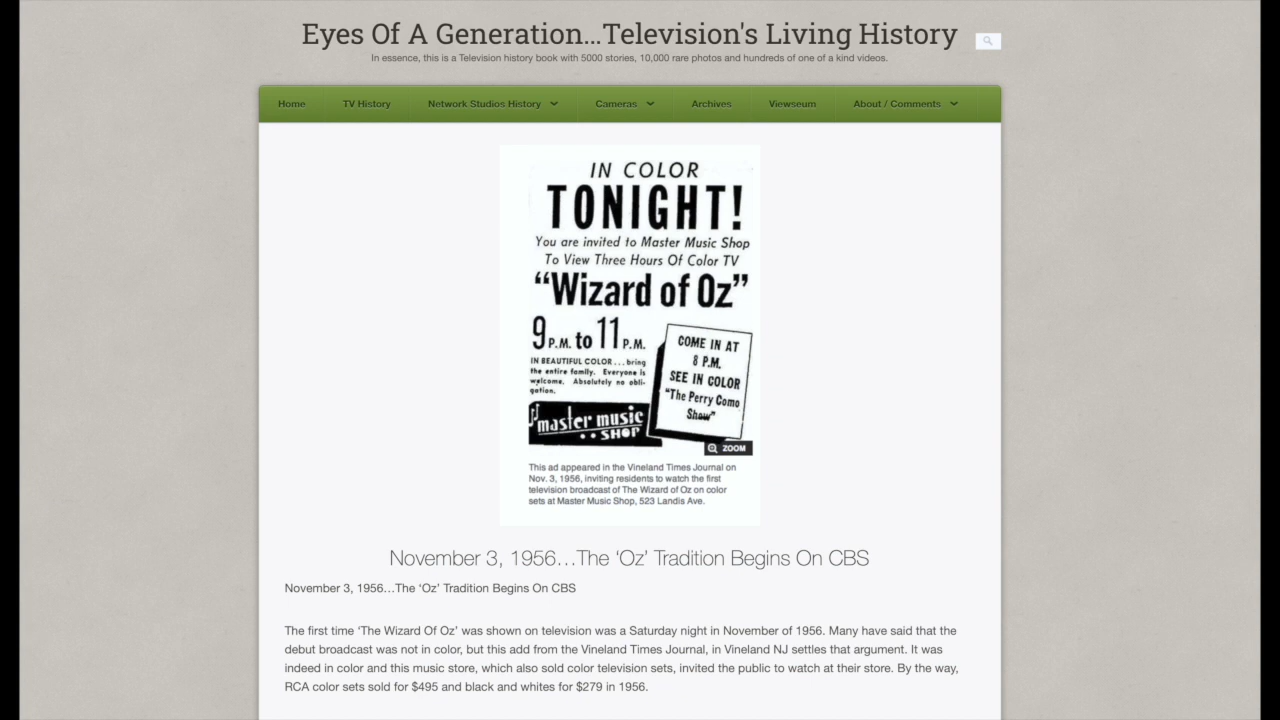 Eyes Of A Generation...Television's Living History
In essence, this is a Television history book with 5000 stories, 10,000 rare photos and hundreds of one of a kind videos.
Home TV History Network Studios History Cameras Archives Viewseum About / Comments
IN COLOR
TONIGHT!
You are invited to Master Music Shop
To View Three Hours Of Color TV
“Wizard of Oz”
9 P.M. to 11 P.M.
IN BEAUTIFUL COLOR . . . bring
the entire family. Everyone is
welcome. Absolutely no obli-
gation.
COME IN AT
8 P.M.
SEE IN COLOR
“The Perry Como
Show”
master music
SHOP
ZOOM
This ad appeared in the Vineland Times Journal on
Nov. 3, 1956, inviting residents to watch the first
television broadcast of The Wizard of Oz on color
sets at Master Music Shop, 523 Landis Ave.
November 3, 1956…The ‘Oz’ Tradition Begins On CBS
November 3, 1956…The ‘Oz’ Tradition Begins On CBS
The first time ‘The Wizard Of Oz’ was shown on television was a Saturday night in November of 1956. Many have said that the
debut broadcast was not in color, but this add from the Vineland Times Journal, in Vineland NJ settles that argument. It was
indeed in color and this music store, which also sold color television sets, invited the public to watch at their store. By the way,
RCA color sets sold for $495 and black and whites for $279 in 1956.